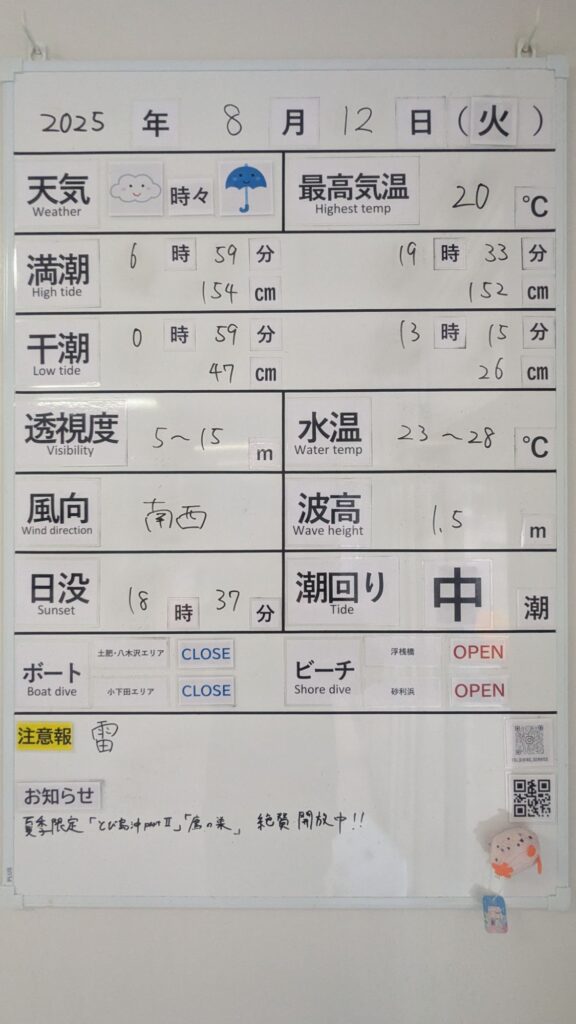 2025 年 8 月 12 日 (火)
天気 時々 最高気温 20 ℃
Weather Highest temp
満潮 6 時 59 分 19 時 33 分
High tide 154 cm 152 cm
干潮 0 時 59 分 13 時 15 分
Low tide 47 cm 26 cm
透視度 5～15 m 水温 23～28 ℃
Visibility Water temp
風向 南西 波高 1.5 m
Wind direction Wave height
日没 18 時 37 分 潮回り 中 潮
Sunset Tide
ボート 土肥・八木沢エリア CLOSE ビーチ 浮桟橋 OPEN
Boat dive 小下田エリア CLOSE Shore dive 砂利浜 OPEN
注意報 雷
お知らせ
夏季限定「とび島沖partⅡ」「 絶賛開放中!!
PLUS